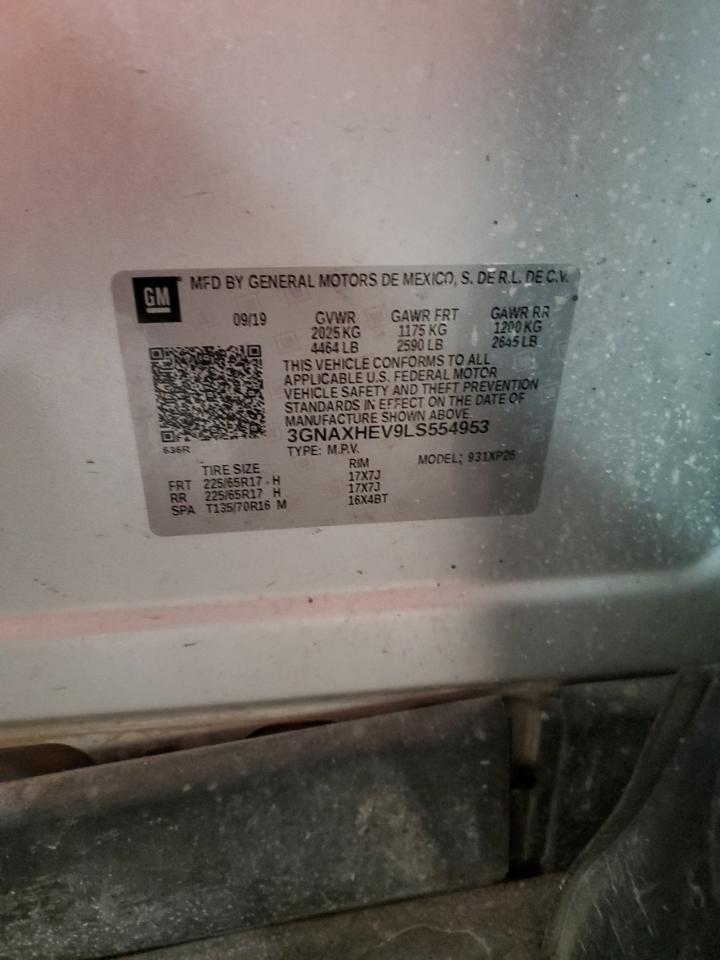 GM
MFD BY GENERAL MOTORS DE MEXICO, S. DE R.L. DE C.V.
09/19 GVWR GAWR FRT GAWR RR
2025 KG 1175 KG 1200 KG
4464 LB 2590 LB 2645 LB
THIS VEHICLE CONFORMS TO ALL
APPLICABLE U.S. FEDERAL MOTOR
VEHICLE SAFETY AND THEFT PREVENTION
STANDARDS IN EFFECT ON THE DATE OF
MANUFACTURE SHOWN ABOVE
3GNAXHEV9LS554953
636R
TYPE: M.P.V. MODEL: 931XP26
TIRE SIZE RIM
FRT 225/65R17 H 17X7J
RR 225/65R17 H 17X7J
SPA T135/70R16 M 16X4BT